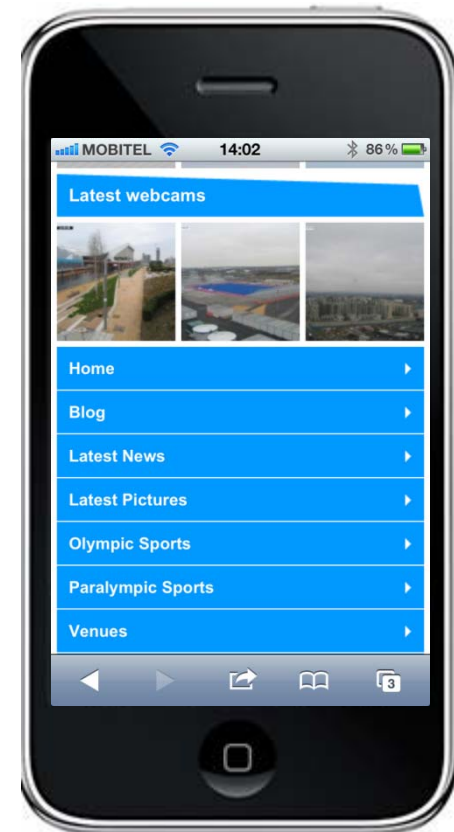 MOBITEL 14:02 86%
Latest webcams
Home
Blog
Latest News
Latest Pictures
Olympic Sports
Paralympic Sports
Venues
3